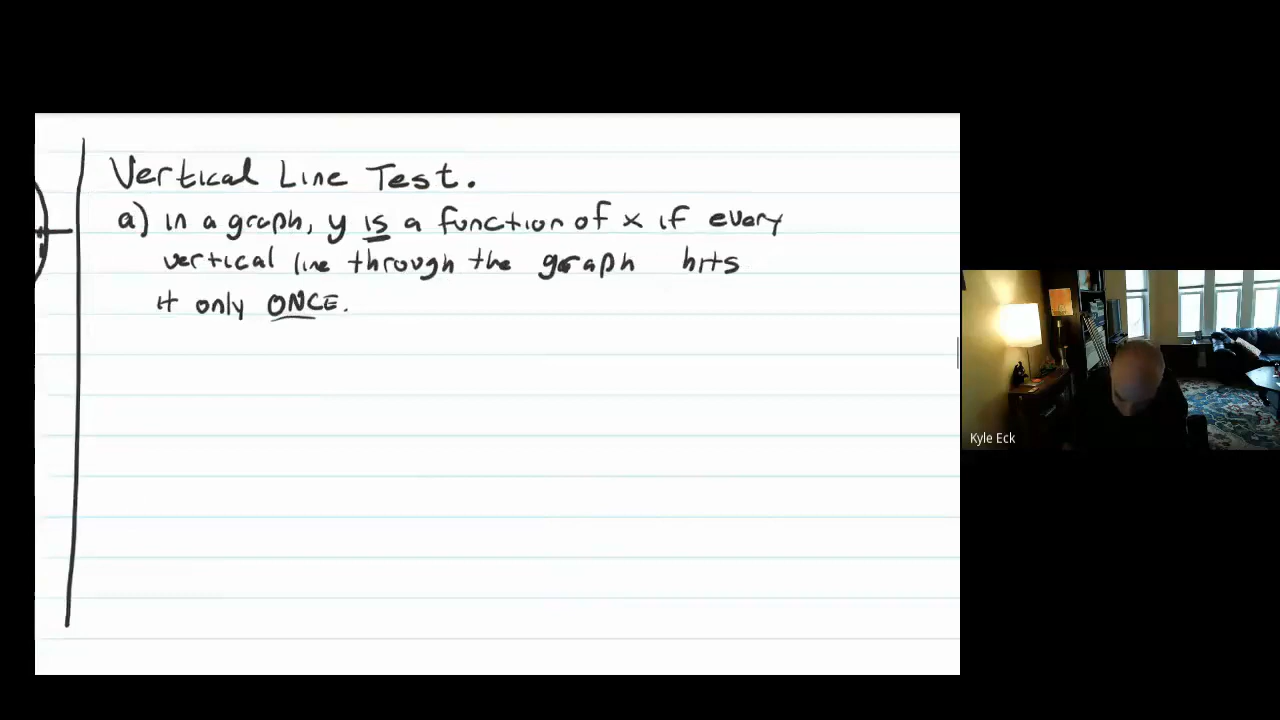 Vertical Line Test.
a) in a graph, y is a function of x if every
vertical line through the graph hits
it only ONCE.
Kyle Eck